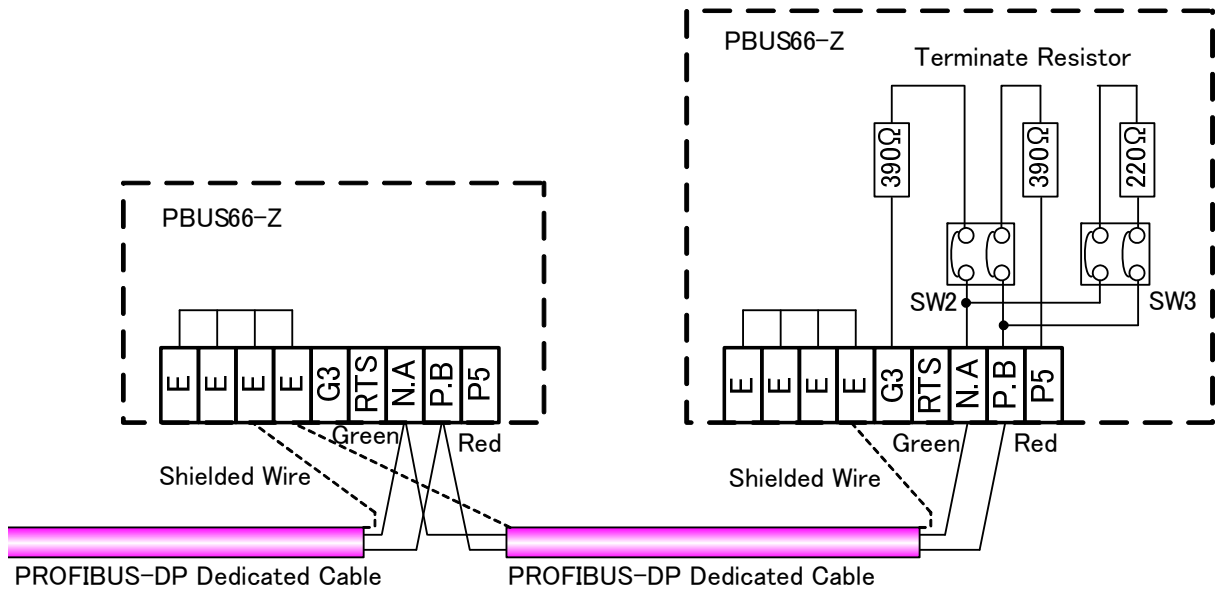 PBUS66-Z
Terminate Resistor
390Ω
390Ω
220Ω
SW2
SW3
E
E
E
E
G3
RTS
N.A
P.B
P5
Green
Red
Shielded Wire
PROFIBUS-DP Dedicated Cable
PBUS66-Z
E
E
E
E
G3
RTS
N.A
P.B
P5
Green
Red
Shielded Wire
PROFIBUS-DP Dedicated Cable